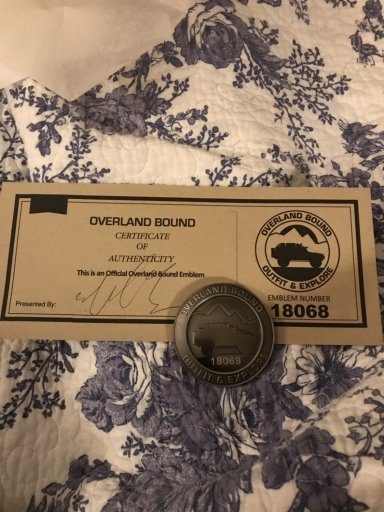 OVERLAND BOUND
CERTIFICATE
OF
AUTHENTICITY
This is an Official Overland Bound Emblem
Presented By:
OVERLAND BOUND
OUTFIT & EXPLORE
EMBLEM NUMBER
18068
OVERLAND BOUND
18068
OUTFIT & EXPLORE